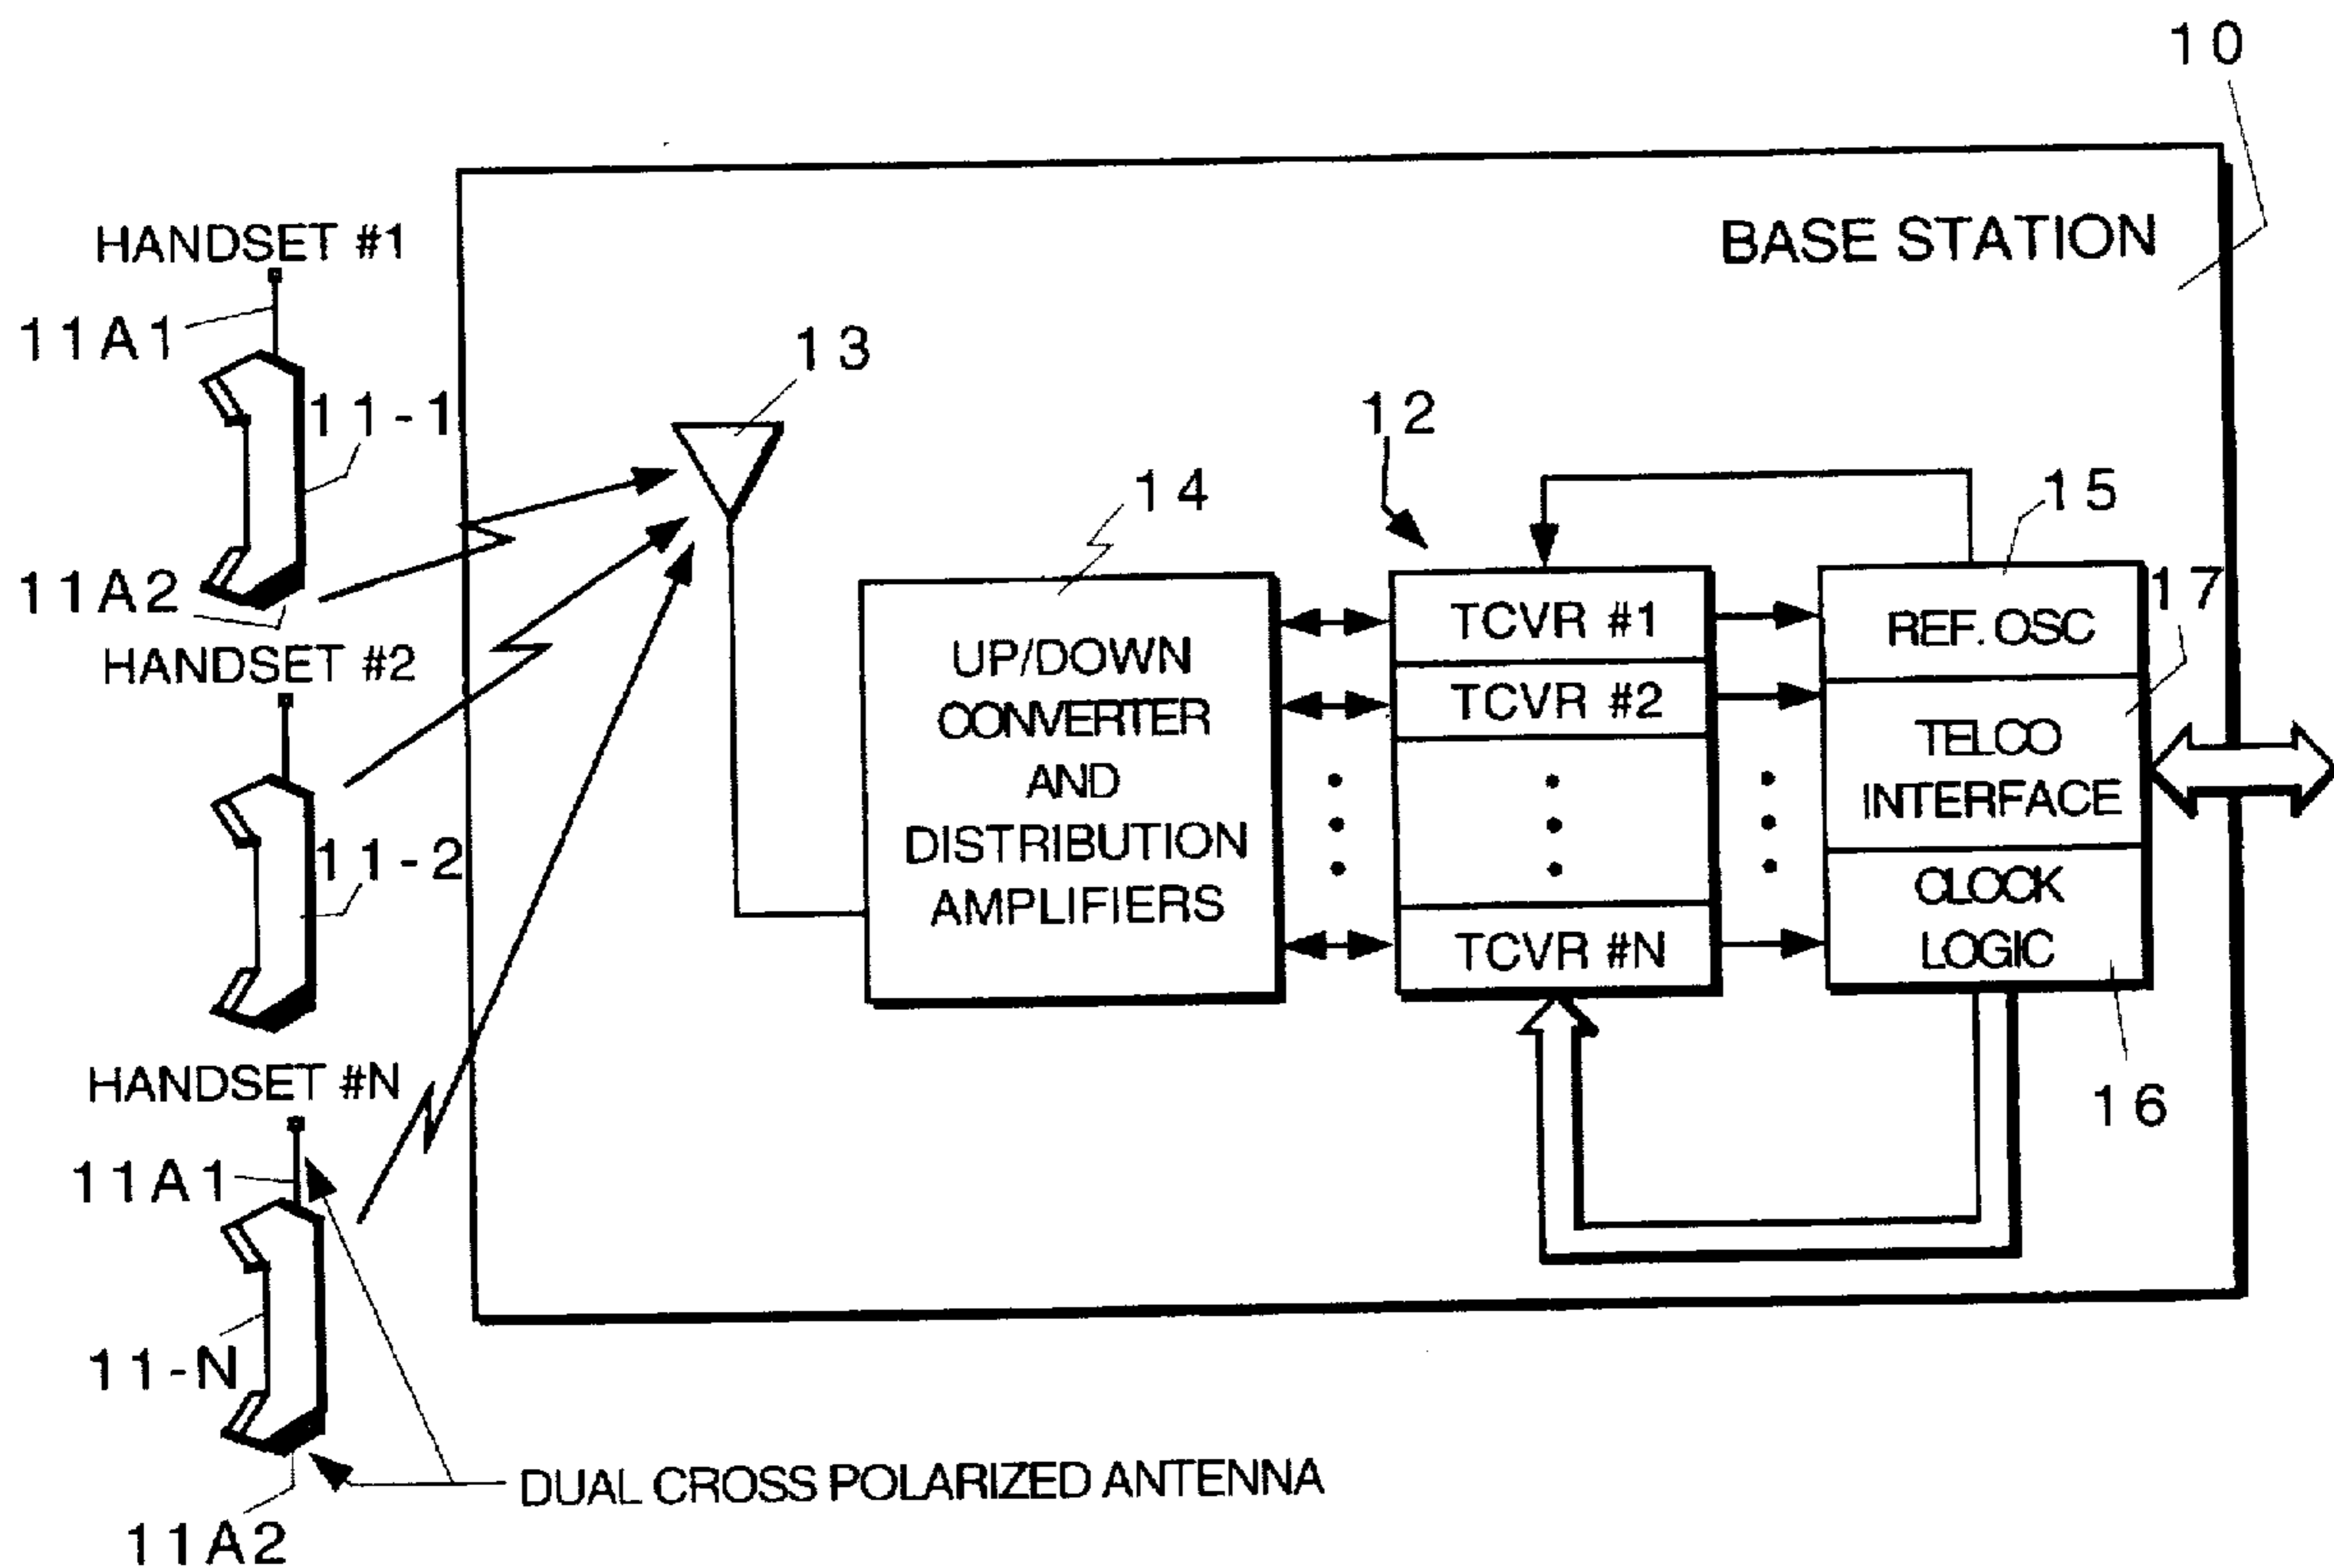 10
BASE STATION
HANDSET #1
11A1
11-1
11A2
HANDSET #2
11-2
HANDSET #N
11A1
11-N
11A2
DUAL CROSS POLARIZED ANTENNA
13
14
UP/DOWN
CONVERTER
AND
DISTRIBUTION
AMPLIFIERS
12
TCVR #1
TCVR #2
TCVR #N
15
REF. OSC
17
TELCO
INTERFACE
CLOCK
LOGIC
16